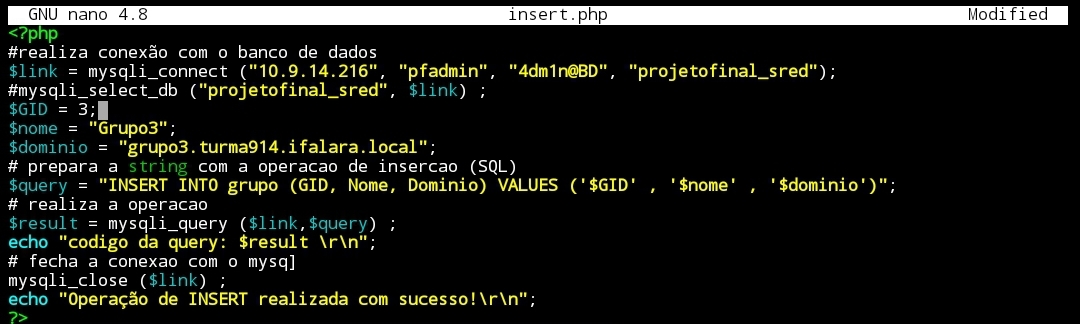 GNU nano 4.8 insert.php Modified
<?php
#realiza conexão com o banco de dados
$link = mysqli_connect ("10.9.14.216", "pfadmin", "4dm1n@BD", "projetofinal_sred");
#mysqli_select_db ("projetofinal_sred", $link) ;
$GID = 3;
$nome = "Grupo3";
$dominio = "grupo3.turma914.ifalara.local";
# prepara a string com a operacao de insercao (SQL)
$query = "INSERT INTO grupo (GID, Nome, Dominio) VALUES ('$GID' , '$nome' , '$dominio')";
# realiza a operacao
$result = mysqli_query ($link,$query) ;
echo "codigo da query: $result \r\n";
# fecha a conexao com o mysq]
mysqli_close ($link) ;
echo "Operação de INSERT realizada com sucesso!\r\n";
?>